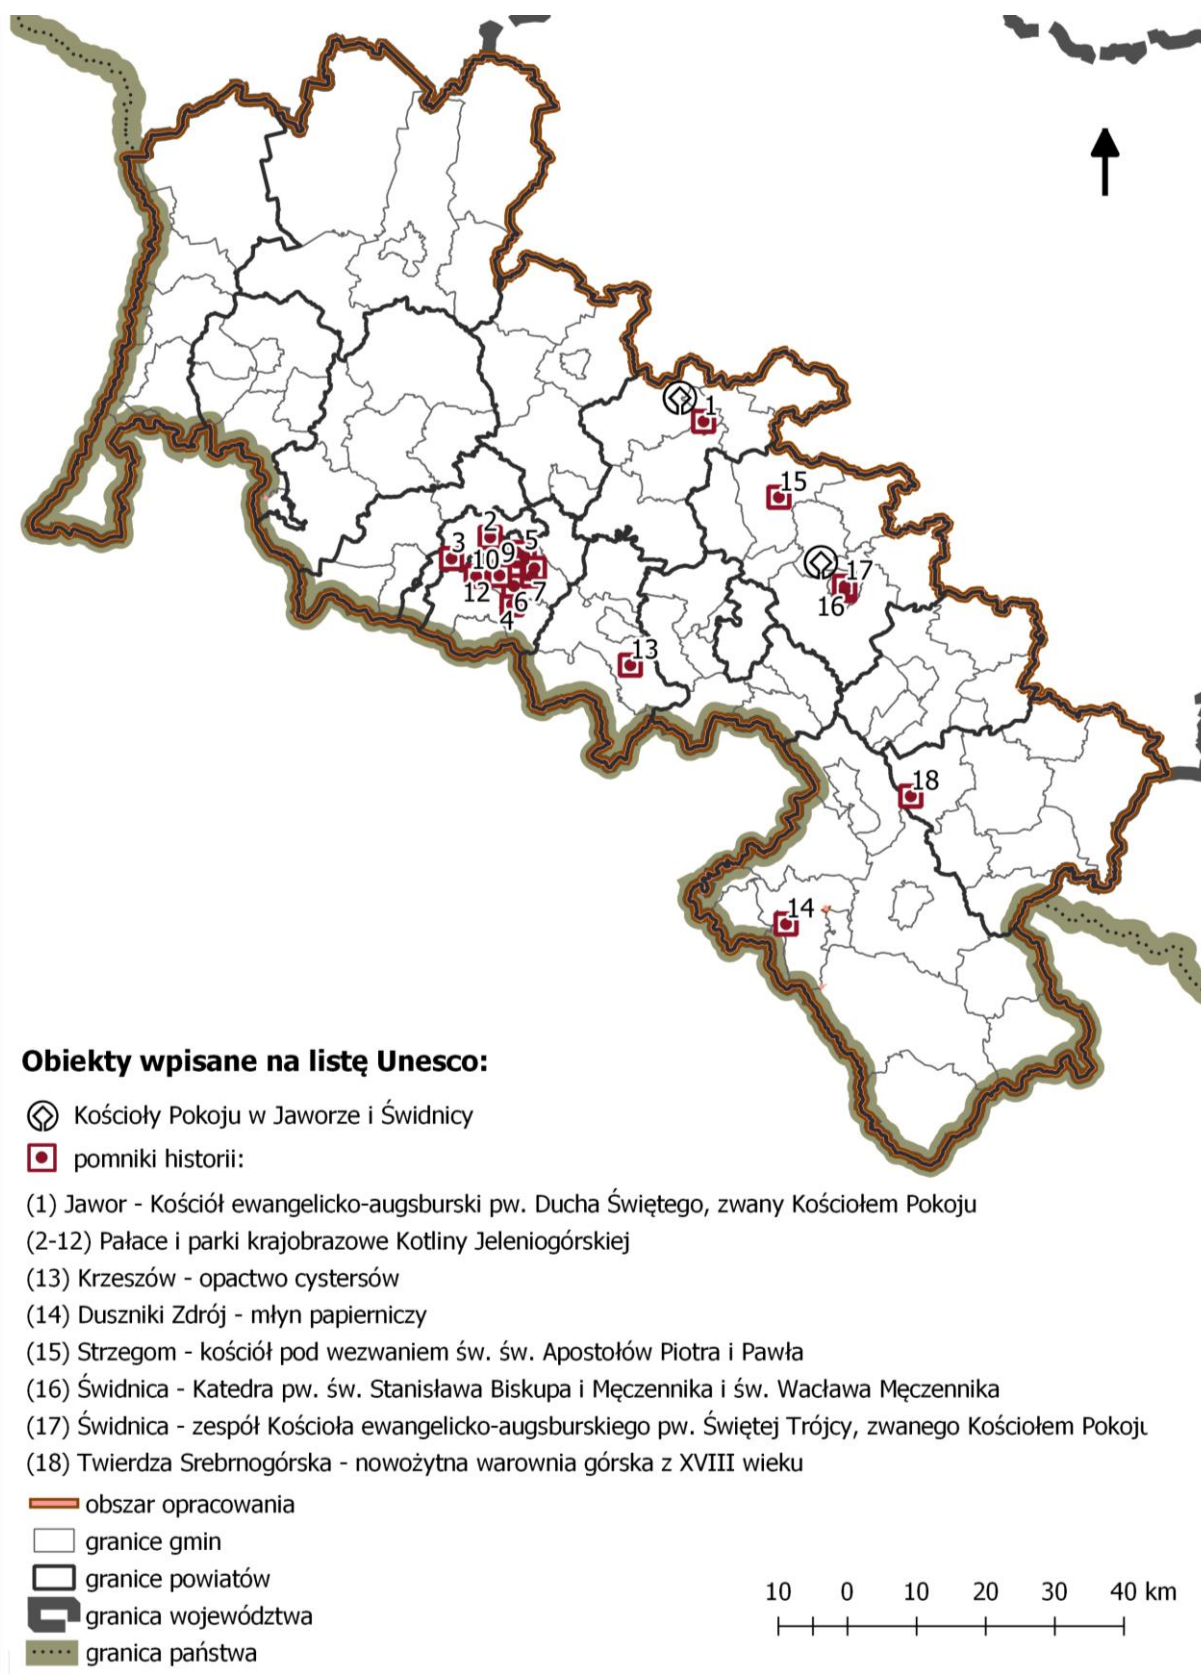 1
15
2
3
9
5
10
12
7
6
4
17
16
13
18
14
Obiekty wpisane na listę Unesco:
Kościoły Pokoju w Jaworze i Świdnicy
pomniki historii:
(1) Jawor - Kościół ewangelicko-augsburski pw. Ducha Świętego, zwany Kościołem Pokoju
(2-12) Pałace i parki krajobrazowe Kotliny Jeleniogórskiej
(13) Krzeszów - opactwo cystersów
(14) Duszniki Zdrój - młyn papierniczy
(15) Strzegom - kościół pod wezwaniem św. św. Apostołów Piotra i Pawła
(16) Świdnica - Katedra pw. św. Stanisława Biskupa i Męczennika i św. Wacława Męczennika
(17) Świdnica - zespół Kościoła ewangelicko-augsburskiego pw. Świętej Trójcy, zwanego Kościołem Pokoju
(18) Twierdza Srebrnogórska - nowożytna warownia górska z XVIII wieku
obszar opracowania
granice gmin
granice powiatów
granica województwa
granica państwa
10 0 10 20 30 40 km